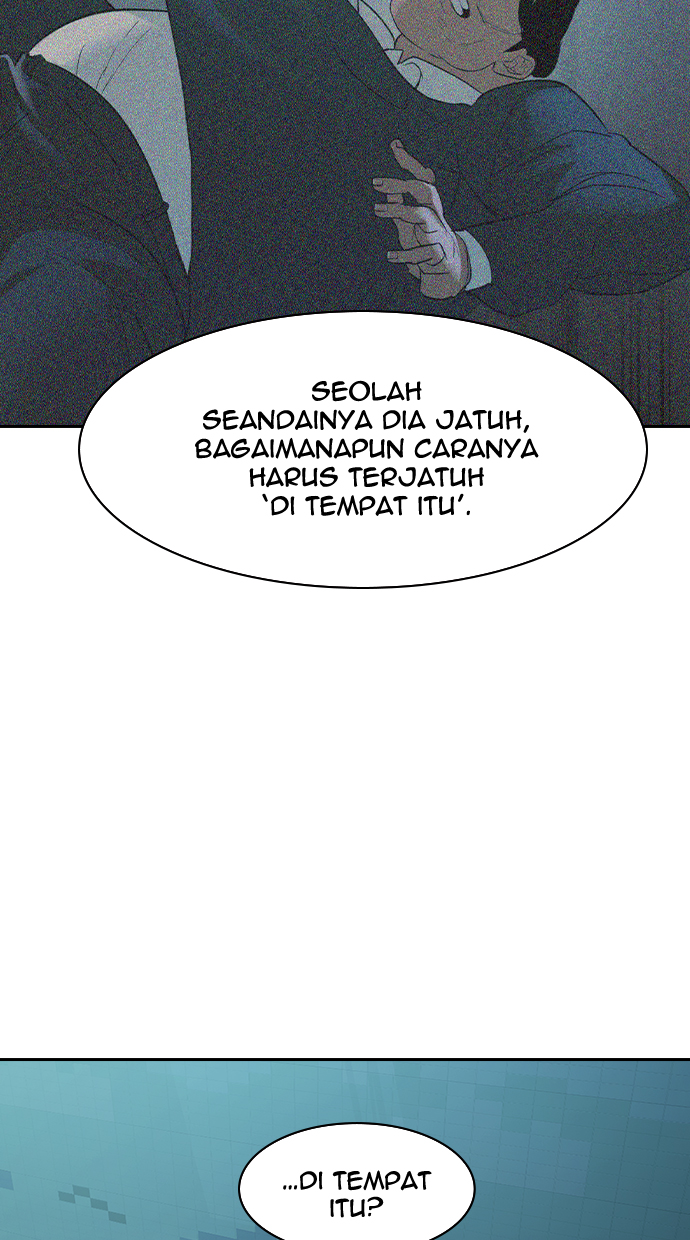 SEOLAH
SEANDAINYA DIA JATUH,
BAGAIMANAPUN CARANYA
HARUS TERJATUH
‘DI TEMPAT ITU’.
...DI TEMPAT
ITU?